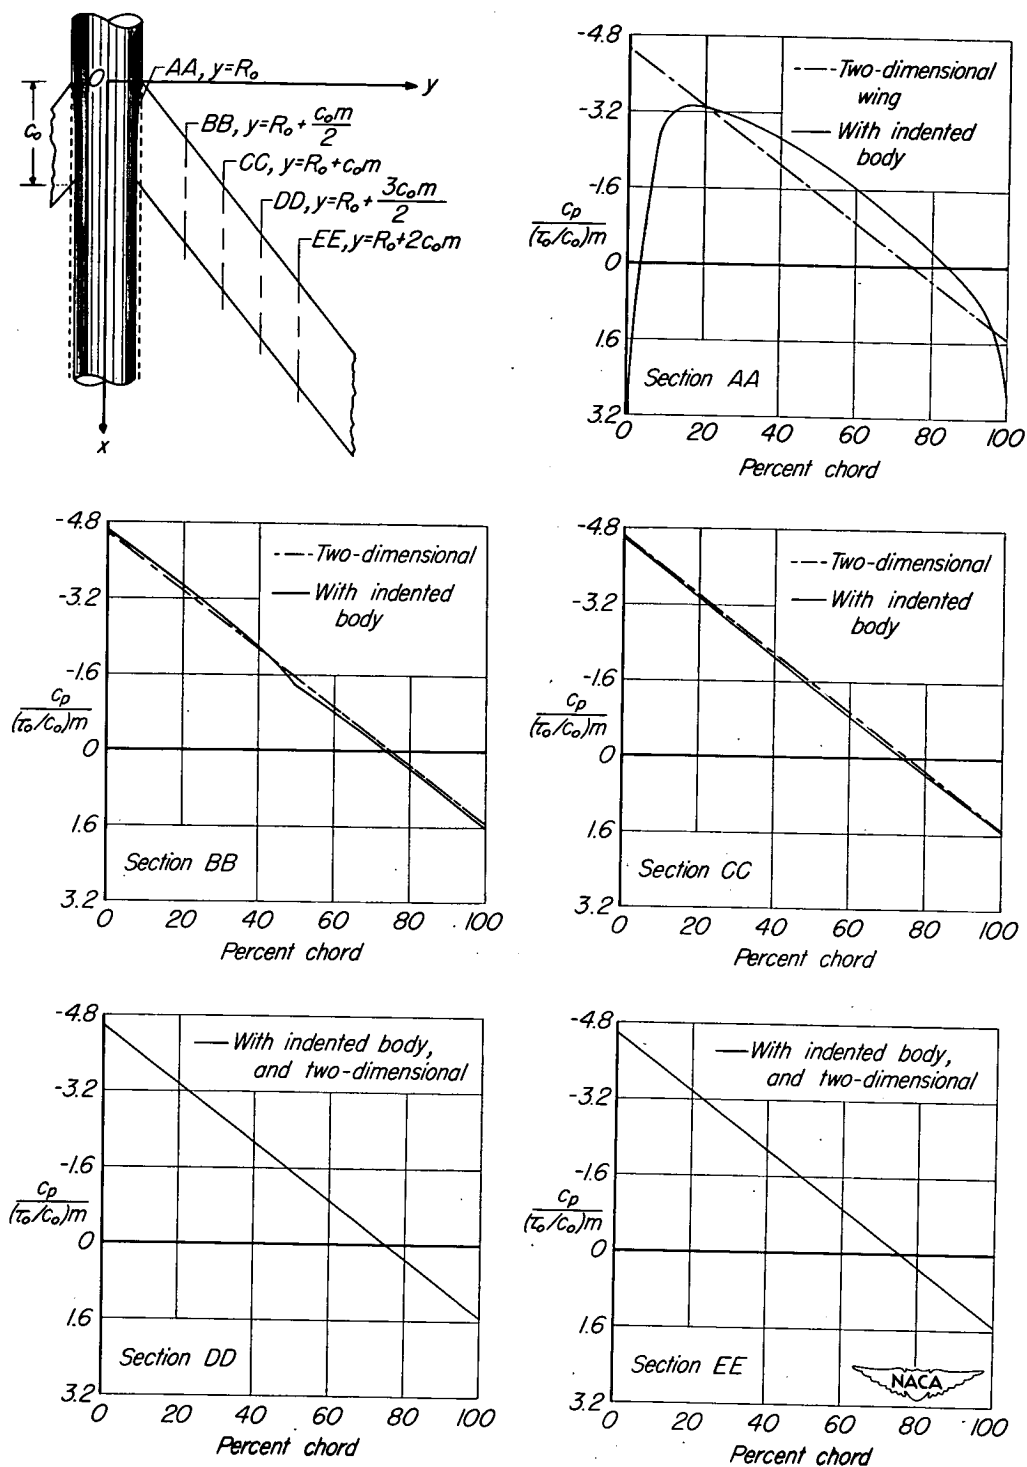 O
y
x
c₀
AA, y=R₀
BB, y=R₀+c₀m/2
CC, y=R₀+c₀m
DD, y=R₀+3c₀m/2
EE, y=R₀+2c₀m
-4.8
-3.2
-1.6
0
1.6
3.2
cₚ/(τ₀/c₀)m
Two-dimensional
wing
With indented
body
Section AA
0 20 40 60 80 100
Percent chord
-4.8
-3.2
-1.6
0
1.6
3.2
cₚ/(τ₀/c₀)m
Two-dimensional
With indented
body
Section BB
0 20 40 60 80 100
Percent chord
-4.8
-3.2
-1.6
0
1.6
3.2
cₚ/(τ₀/c₀)m
Two-dimensional
With indented
body
Section CC
0 20 40 60 80 100
Percent chord
-4.8
-3.2
-1.6
0
1.6
3.2
cₚ/(τ₀/c₀)m
With indented body,
and two-dimensional
Section DD
0 20 40 60 80 100
Percent chord
-4.8
-3.2
-1.6
0
1.6
3.2
cₚ/(τ₀/c₀)m
With indented body,
and two-dimensional
Section EE
NACA
0 20 40 60 80 100
Percent chord